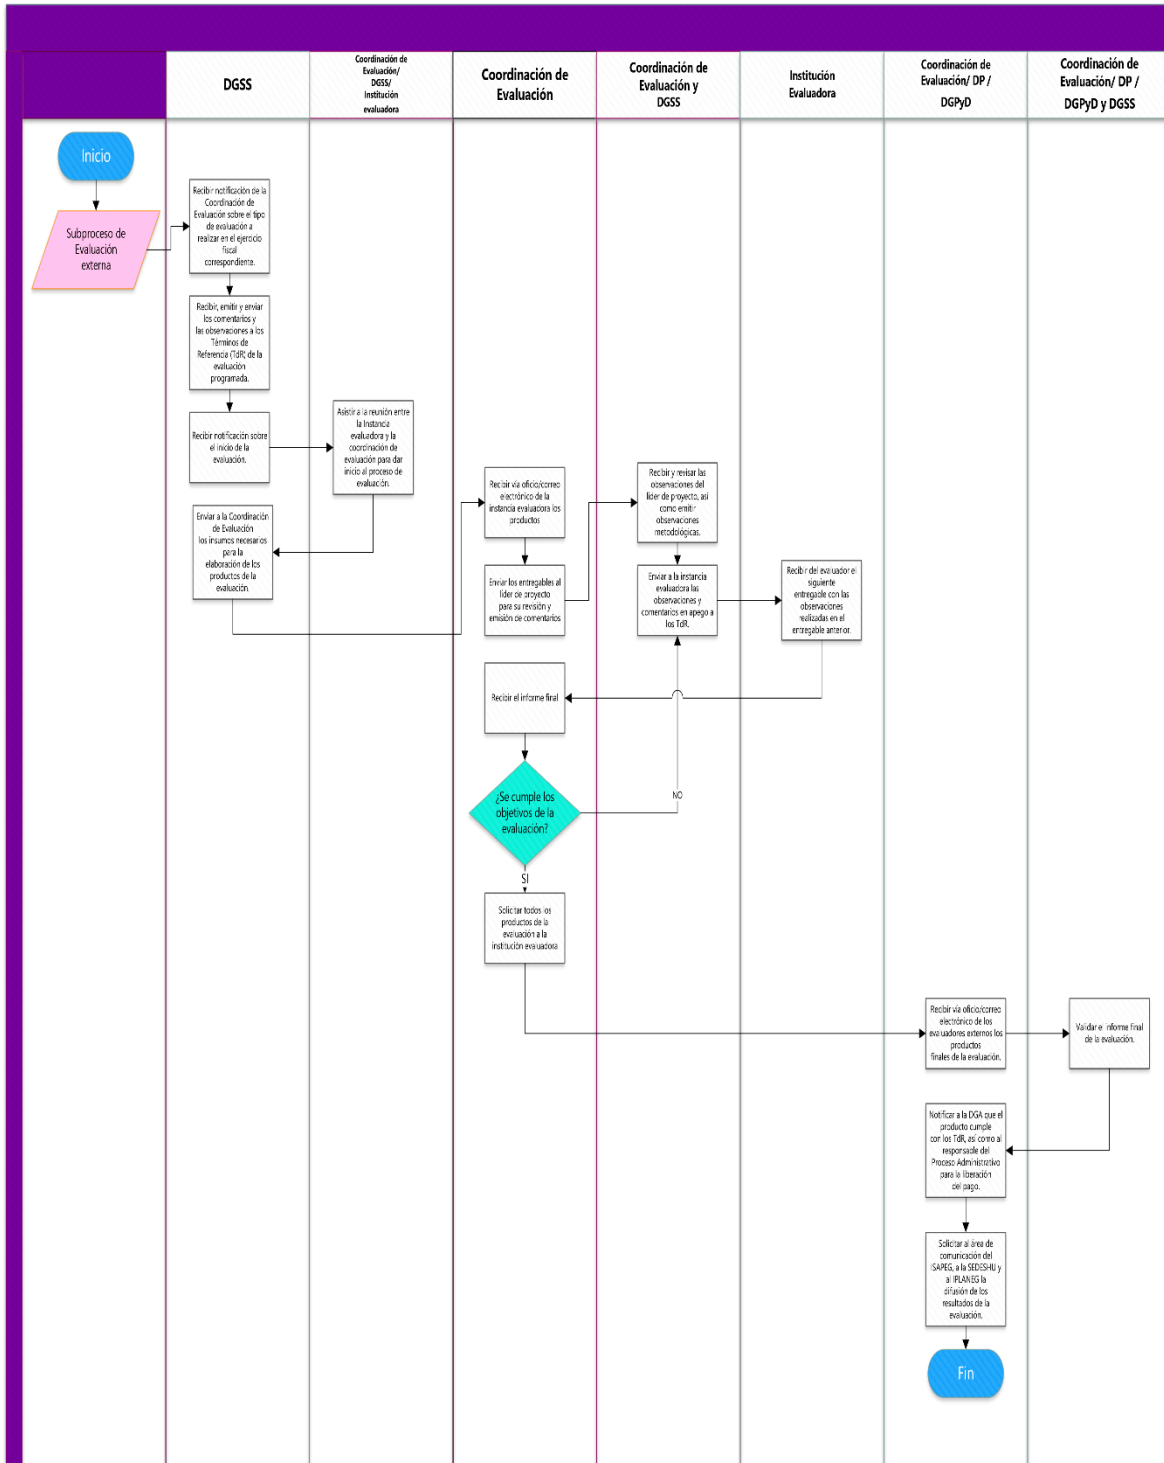 DGSS
Coordinación de
Evaluación/
DGSS/
Institución
evaluadora
Coordinación de
Evaluación
Coordinación de
Evaluación y
DGSS
Institución
Evaluadora
Coordinación de
Evaluación/ DP /
DGPyD
Coordinación de
Evaluación/ DP /
DGPyD y DGSS
Inicio
Subproceso de
Evaluación
externa
Recibir notificación de la
Coordinación de
Evaluación sobre el tipo
de evaluación a
realizar en el ejercicio
fiscal
correspondiente.
Recibir, emitir y enviar
los comentarios y
las observaciones a los
Términos de
Referencia (TdR) de la
evaluación
programada.
Recibir notificación sobre
el inicio de la
evaluación.
Asistir a la reunión entre
la Instancia
evaluadora y la
coordinación de
evaluación para dar
inicio al proceso de
evaluación.
Enviar a la Coordinación
de Evaluación
los insumos necesarios
para la
elaboración de los
productos de la
evaluación.
Recibir vía oficio/correo
electrónico de la
instancia evaluadora los
productos
Enviar los entregables al
líder de proyecto
para su revisión y
emisión de comentarios
Recibir y revisar las
observaciones del
líder de proyecto, así
como emitir
observaciones
metodológicas.
Enviar a la instancia
evaluadora las
observaciones y
comentarios en apego a
los TdR.
Recibir del evaluador el
siguiente
entregable con las
observaciones
realizadas en el
entregable anterior.
Recibir el informe final
¿Se cumple los
objetivos de la
evaluación?
NO
SI
Solicitar todos los
productos de la
evaluación a la
institución evaluadora
Recibir vía oficio/correo
electrónico de los
evaluadores externos los
productos
finales de la evaluación.
Validar el informe final
de la evaluación.
Notificar a la DGA que el
producto cumple
con los TdR, así como al
responsable del
Proceso Administrativo
para la liberación
del pago.
Solicitar al área de
comunicación del
ISAPEG, a la SEDESHU y
al IPLANEG la
difusión de los
resultados de la
evaluación.
Fin